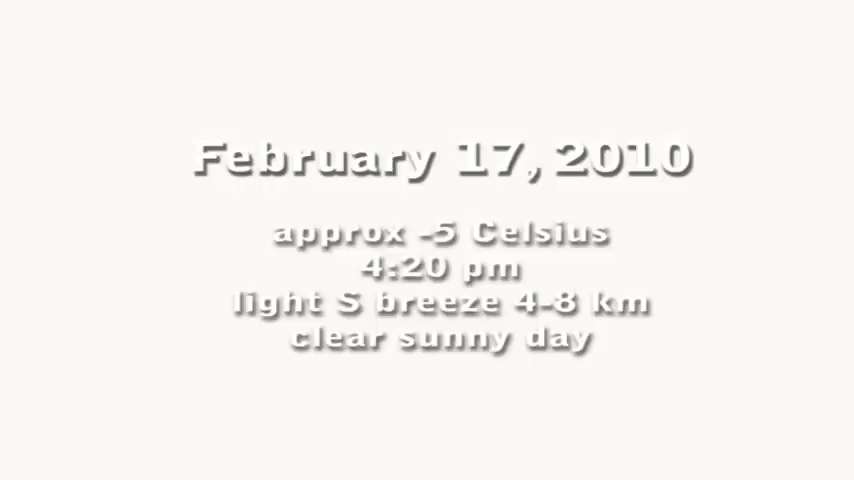 February 17, 2010
approx -5 Celsius
4:20 pm
light S breeze 4-8 km
clear sunny day